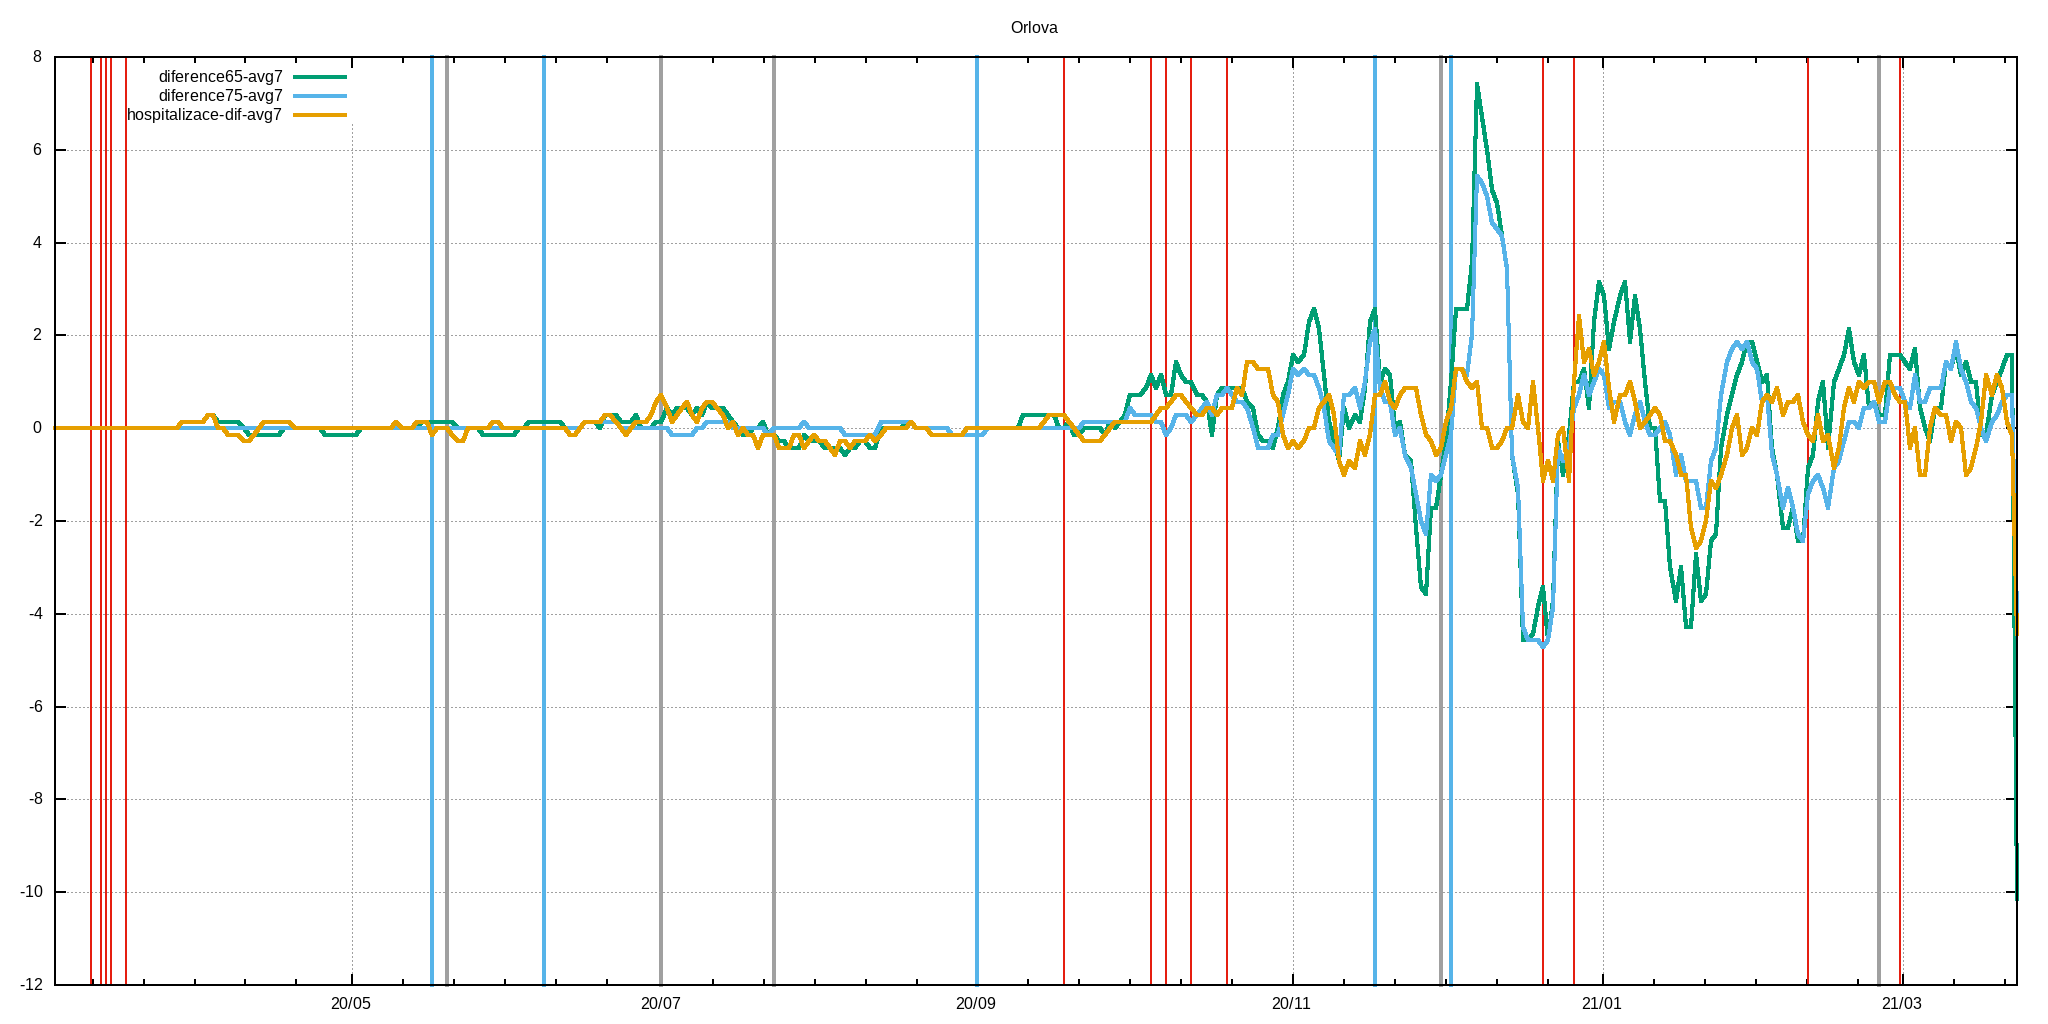 Orlova
8
diference65-avg7
diference75-avg7
hospitalizace-dif-avg7
6
4
2
0
-2
-4
-6
-8
-10
-12
20/05 20/07 20/09 20/11 21/01 21/03